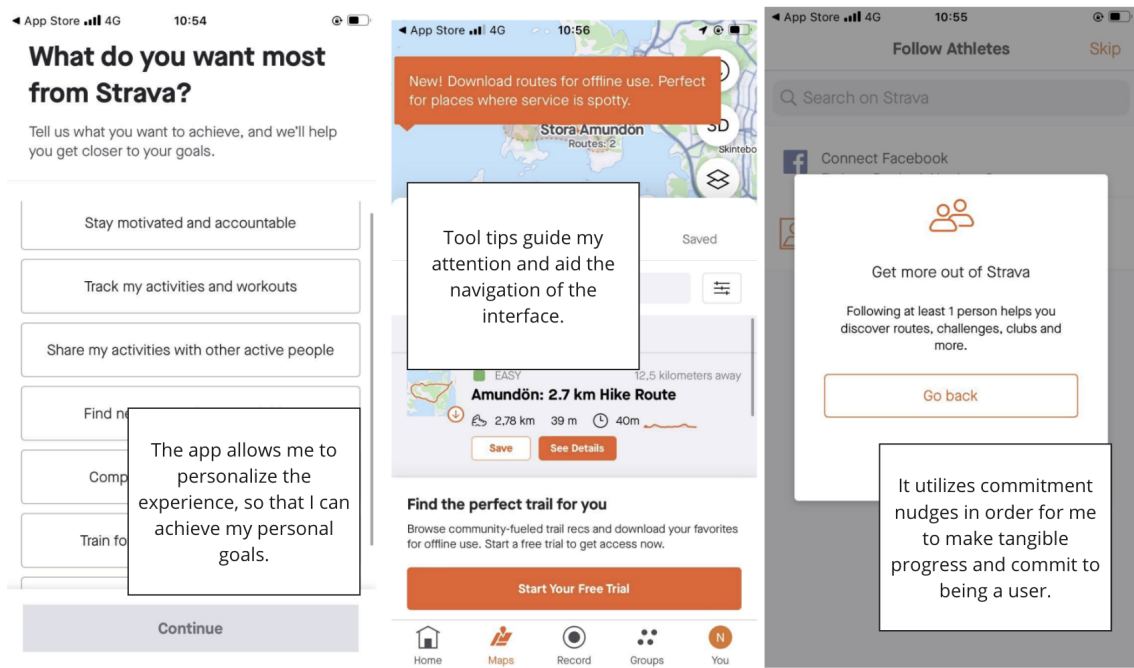 App Store 4G 10:54
What do you want most
from Strava?
Tell us what you want to achieve, and we'll help
you get closer to your goals.
Stay motivated and accountable
Track my activities and workouts
Share my activities with other active people
Find
Comp
Train fo
The app allows me to
personalize the
experience, so that I can
achieve my personal
goals.
Continue
App Store 4G 10:56
New! Download routes for offline use. Perfect
for places where service is spotty.
3D
Stora Amundön
Routes: 2
Skintebo
Tool tips guide my
attention and aid the
navigation of the
interface.
Saved
EASY
12,5 kilometers away
Amundön: 2.7 km Hike Route
2,78 km 39 m 40m
Save
See Details
Find the perfect trail for you
Browse community-fueled trail recs and download your favorites
for offline use. Start a free trial to get access now.
Start Your Free Trial
Home Maps Record Groups N You
App Store 4G 10:55
Follow Athletes Skip
Search on Strava
Connect Facebook
Get more out of Strava
Following at least 1 person helps you
discover routes, challenges, clubs and
more.
Go back
It utilizes commitment
nudges in order for me
to make tangible
progress and commit to
being a user.